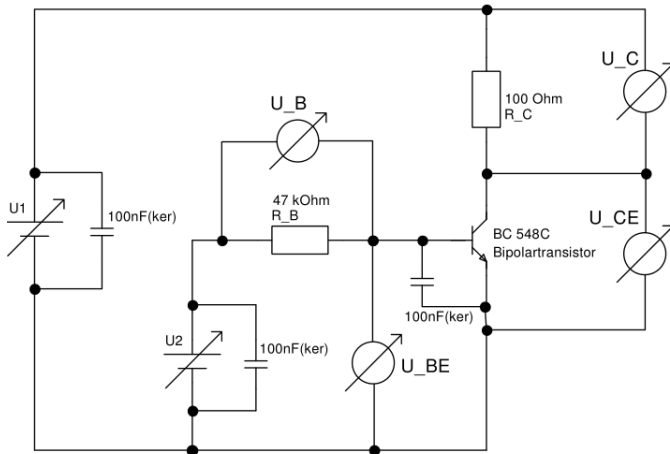 U_C
100 Ohm
R_C
U_B
47 kOhm
R_B
U1
100nF(ker)
U_CE
BC 548C
Bipolartransistor
100nF(ker)
U2
100nF(ker)
U_BE